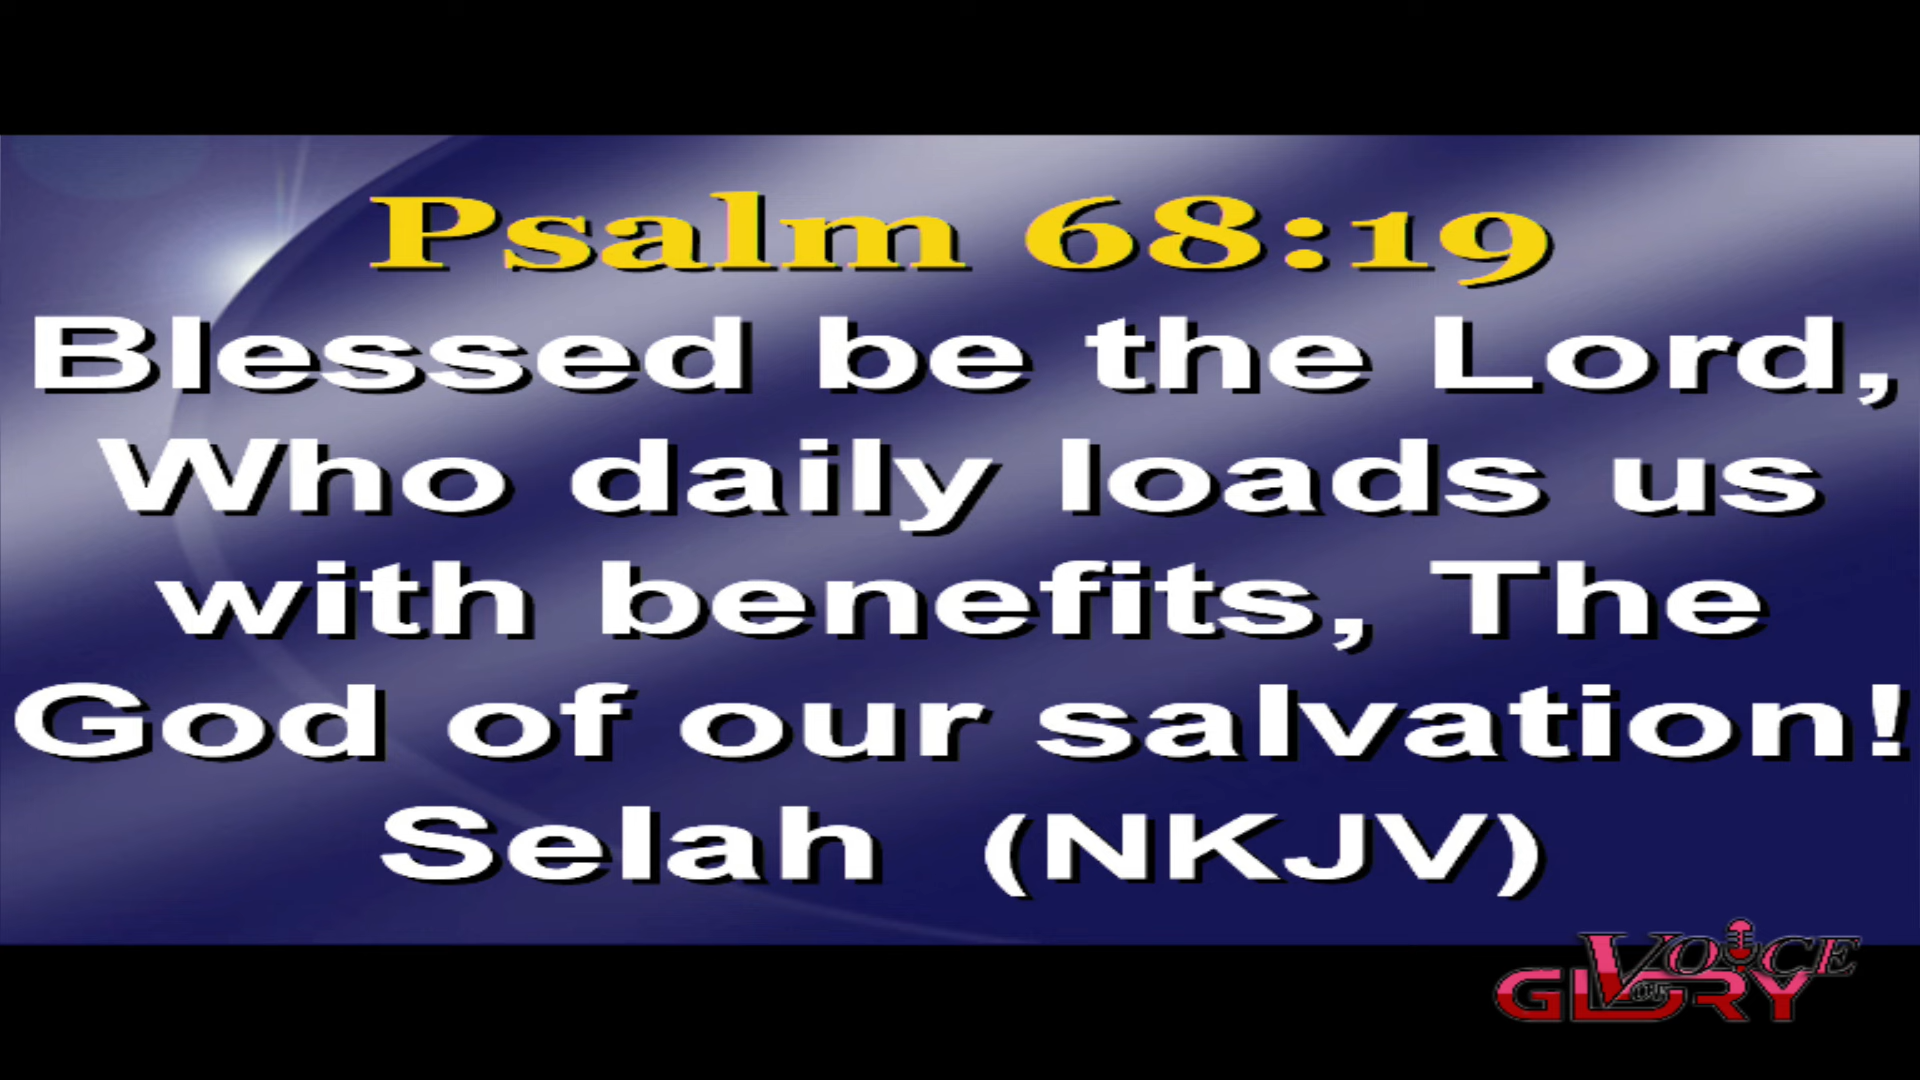 Psalm 68:19
Blessed be the Lord,
Who daily loads us
with benefits, The
God of our salvation!
Selah (NKJV)
VOICE
OF
GLORY